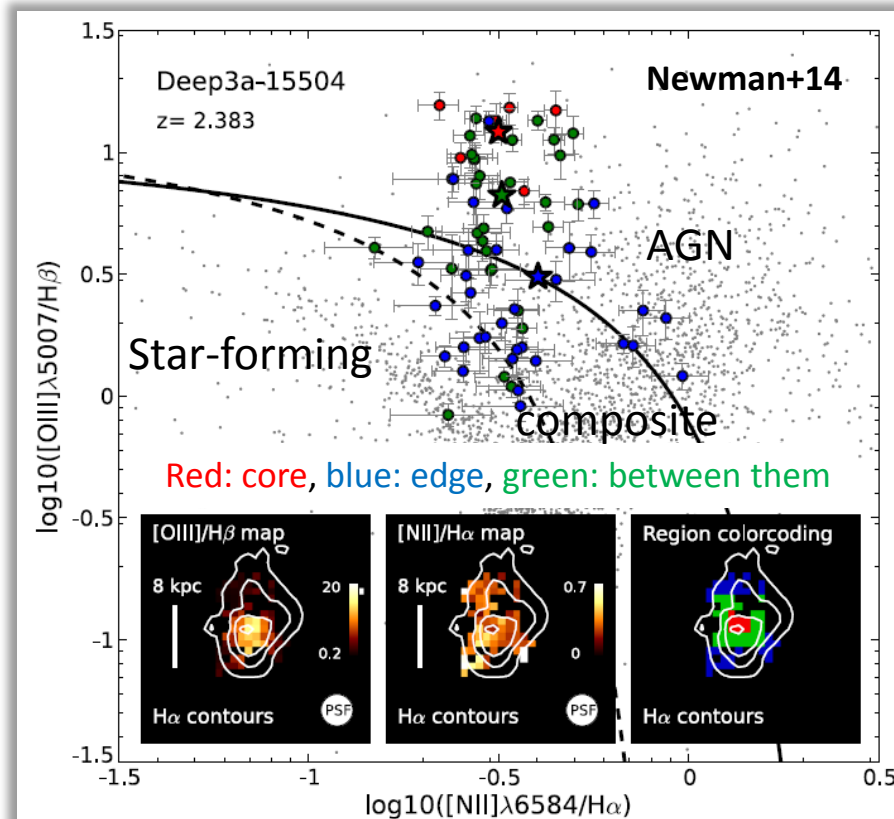 1.5
Deep3a-15504
Newman+14
z= 2.383
1
AGN
0.5
Star-forming
0
composite
Red: core, blue: edge, green: between them
-0.5
[OIII]/Hβ map
[NII]/Hα map
Region colorcoding
8 kpc
20
8 kpc
0.7
-1
0.2
0
PSF
PSF
Hα contours
Hα contours
Hα contours
-1.5
-1.5
-1
-0.5
0
0.5
log10([NII]λ6584/Hα)
log10([OIII]λ5007/Hβ)